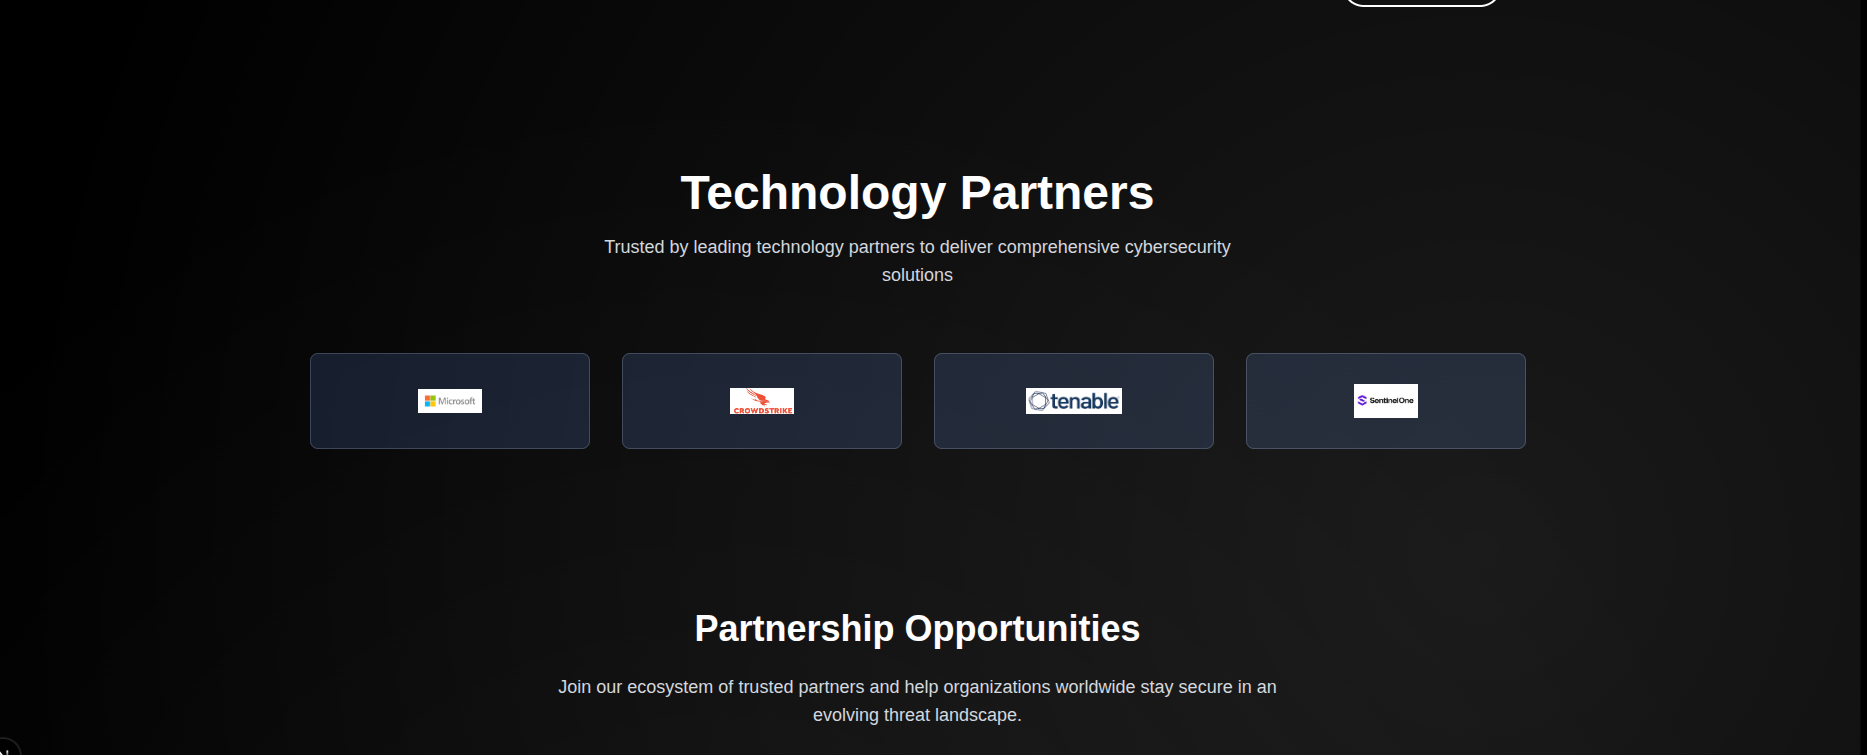 Technology Partners
Trusted by leading technology partners to deliver comprehensive cybersecurity
solutions
Microsoft
CROWDSTRIKE
tenable
SentinelOne
Partnership Opportunities
Join our ecosystem of trusted partners and help organizations worldwide stay secure in an
evolving threat landscape.